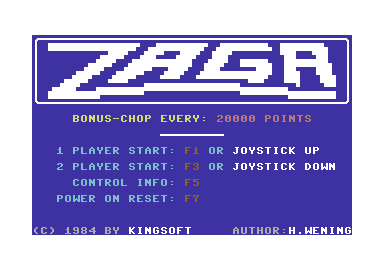 ZAGA
BONUS-CHOP EVERY: 20000 POINTS
1 PLAYER START: F1 OR JOYSTICK UP
2 PLAYER START: F3 OR JOYSTICK DOWN
CONTROL INFO: F5
POWER ON RESET: F7
(C) 1984 BY KINGSOFT AUTHOR:H.WENING